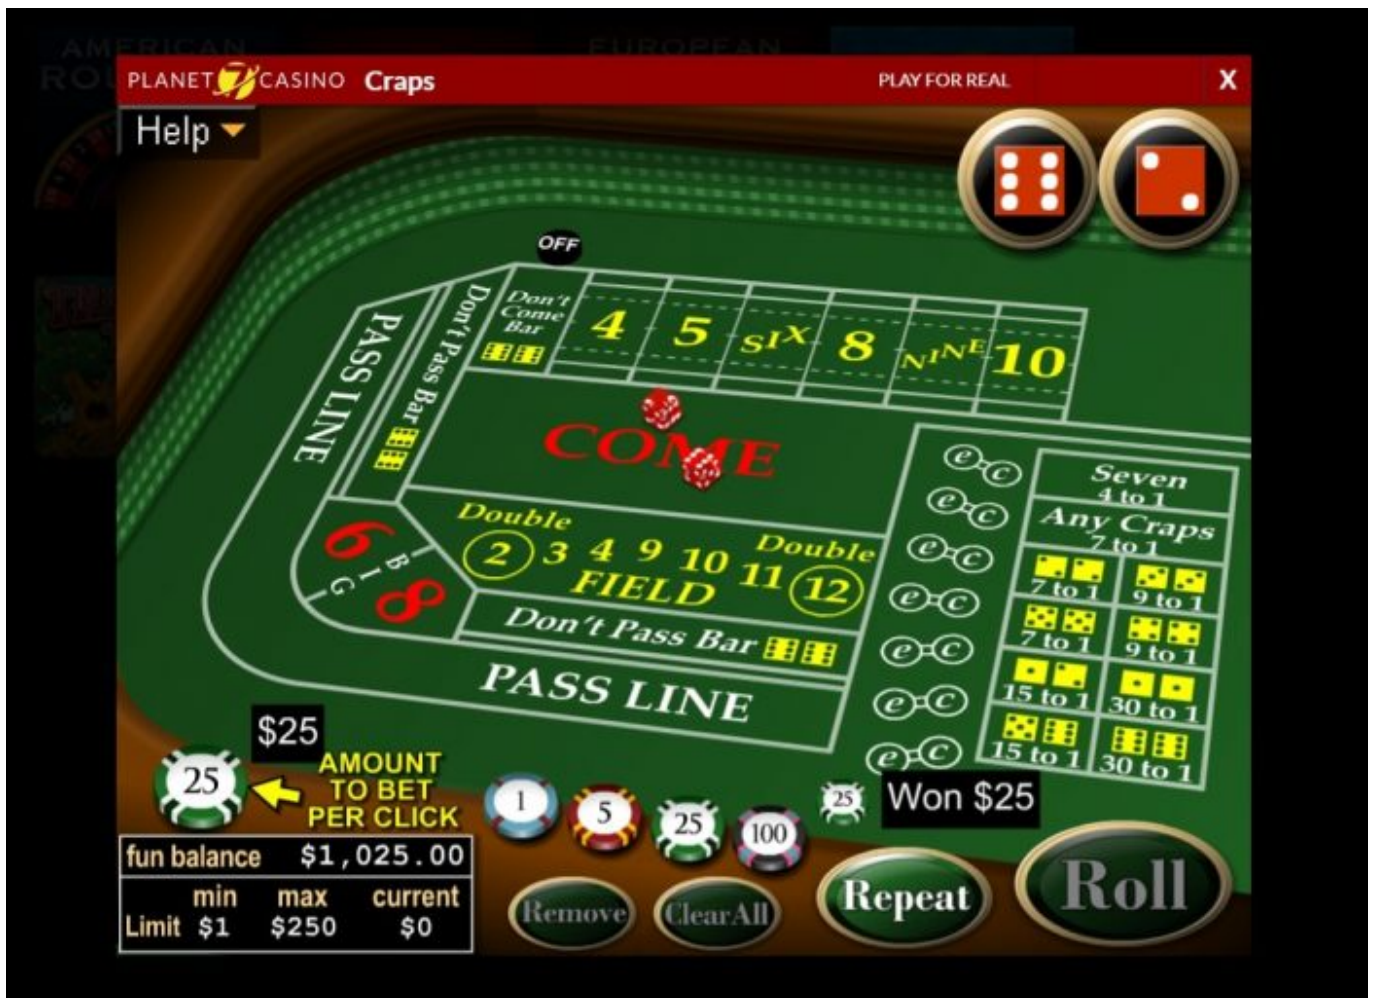 AMERICAN
EUROPEAN
PLANET 7 CASINO Craps
PLAY FOR REAL
X
Help
OFF
Don't
Come
Bar
4 5 SIX 8 NINE 10
PASS LINE
Don't Pass Bar
COME
Double
Double
2 3 4 9 10 11 12
FIELD
6
BIG
8
Don't Pass Bar
PASS LINE
e c
e c
e c
e c
e c
e c
e c
Seven
4 to 1
Any Craps
7 to 1
7 to 1 9 to 1
7 to 1 9 to 1
15 to 1 30 to 1
15 to 1 30 to 1
$25
25
AMOUNT
TO BET
PER CLICK
1 5 25 100
25
Won $25
fun balance $1,025.00
min max current
Limit $1 $250 $0
Remove
ClearAll
Repeat
Roll